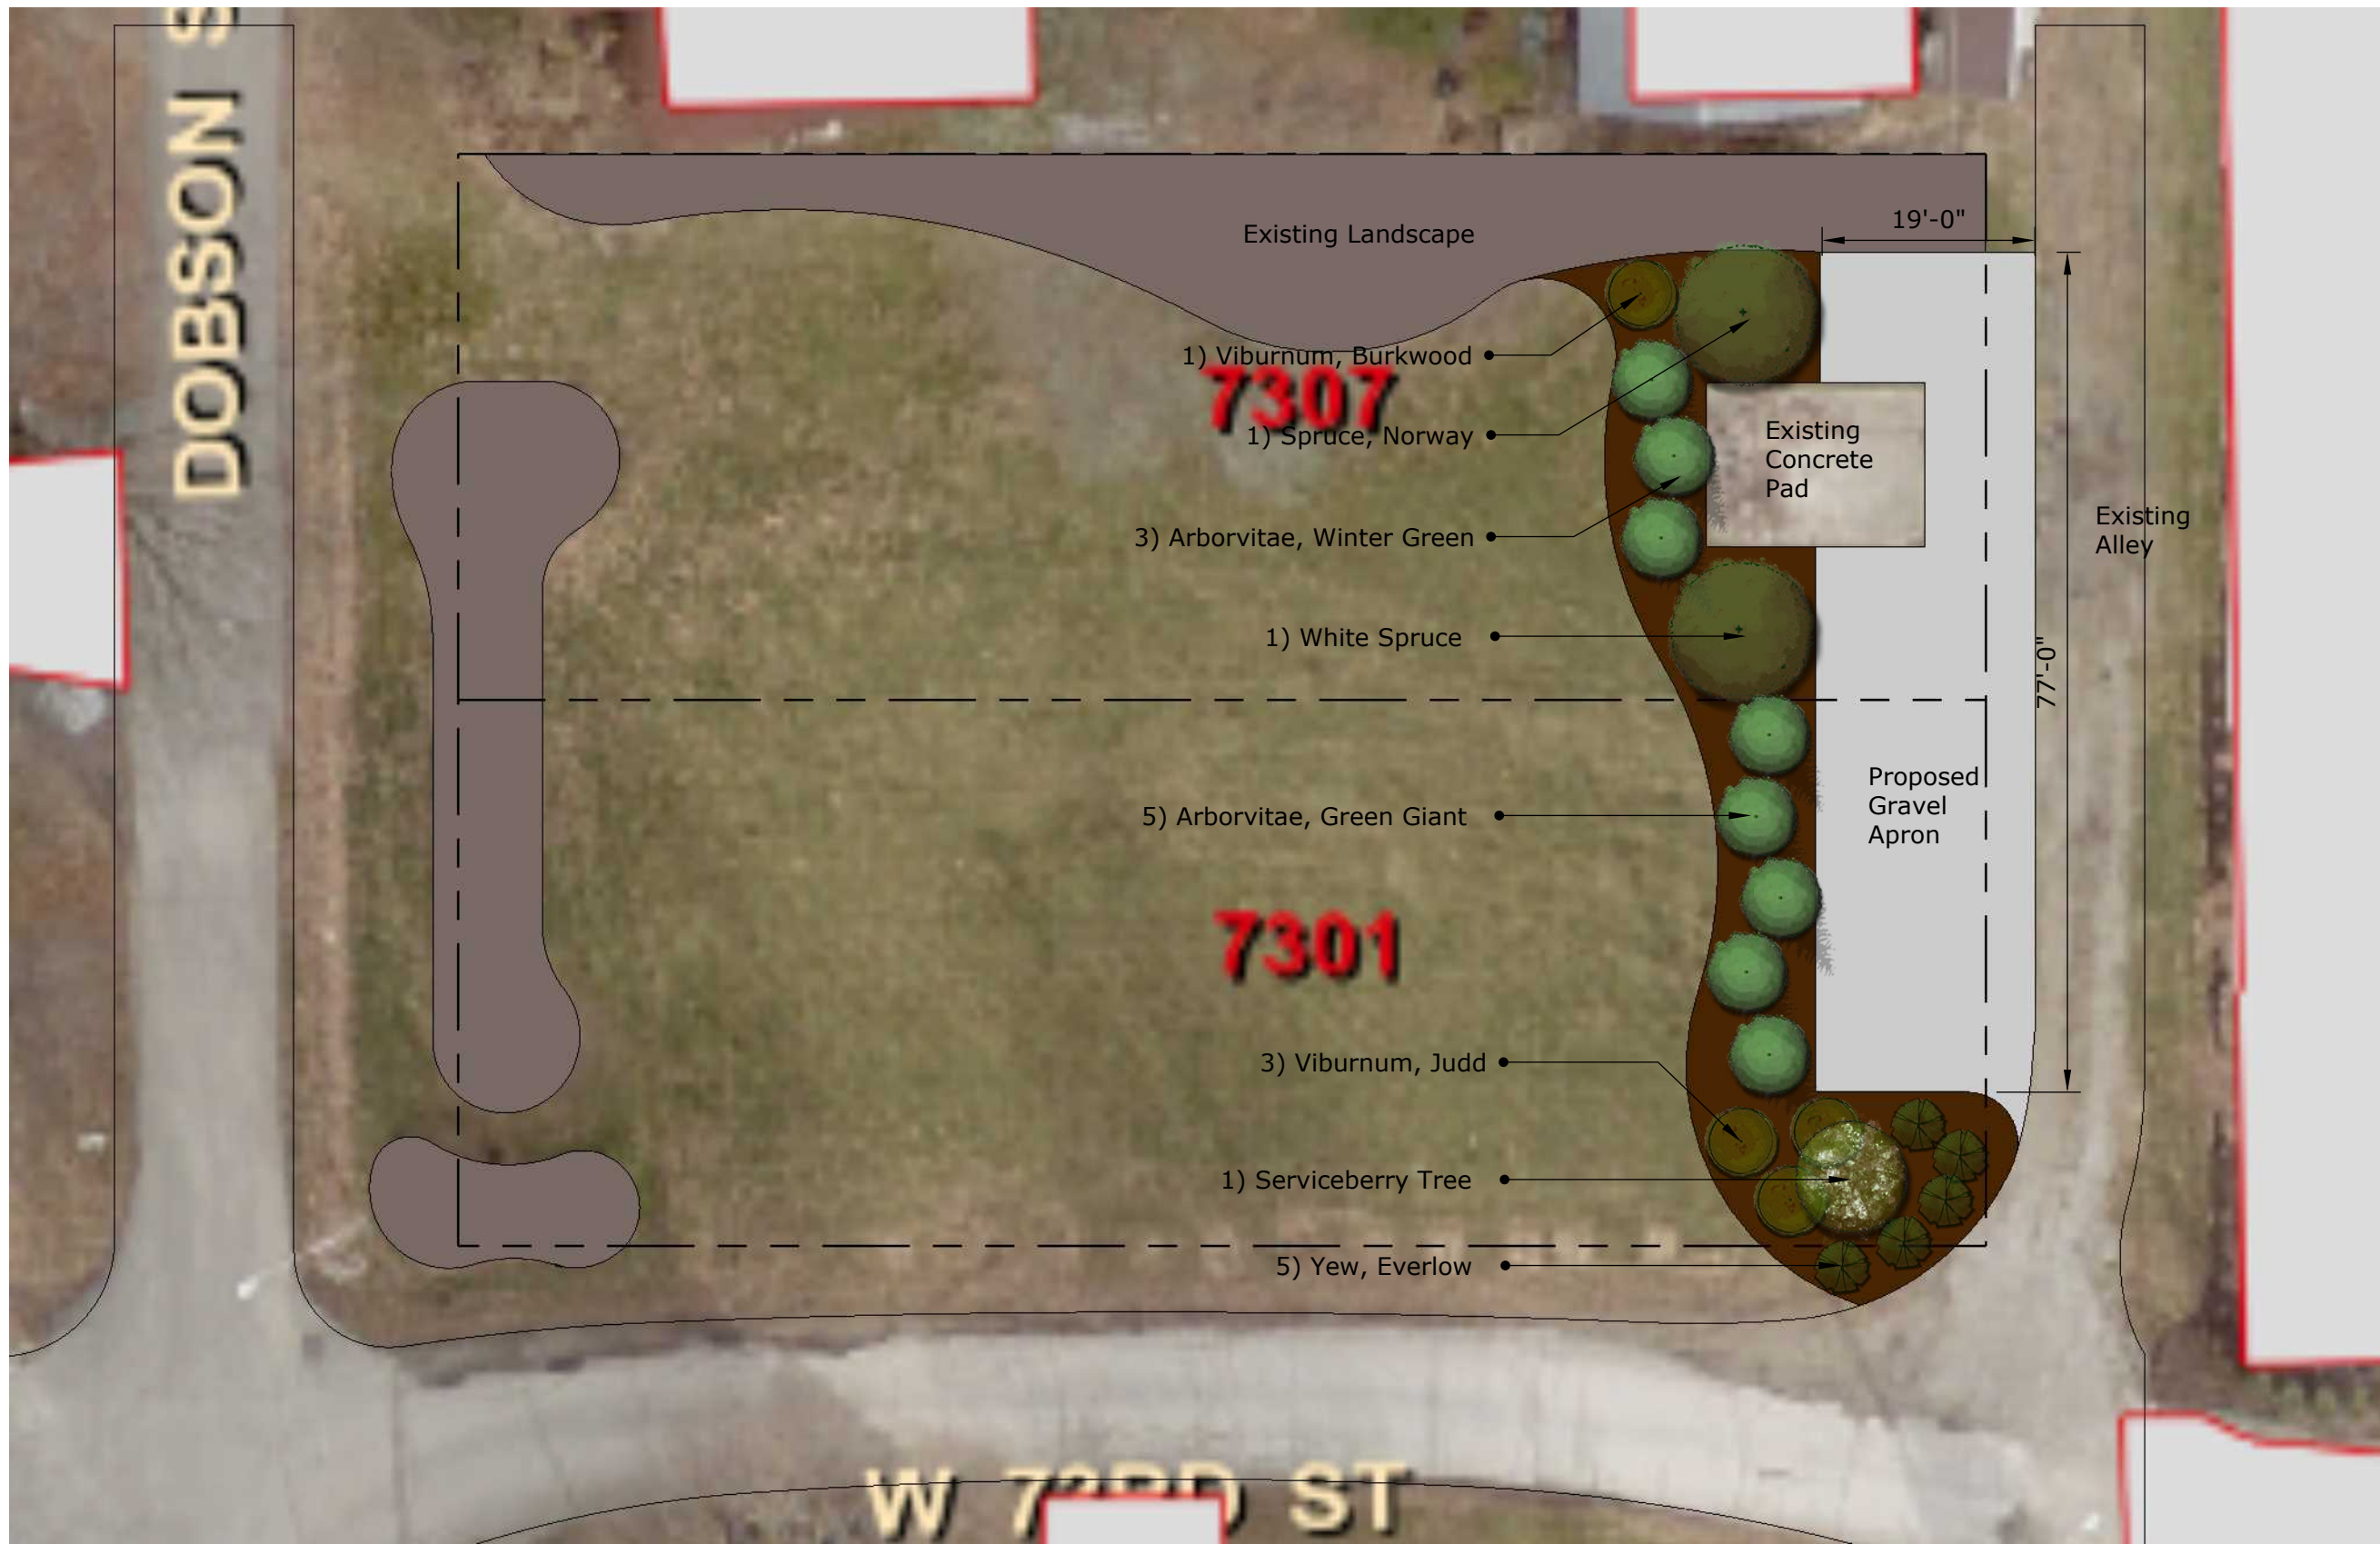 DOBSON S
19'-0"
Existing Landscape
1) Viburnum, Burkwood
7307
1) Spruce, Norway
Existing
Concrete
Pad
3) Arborvitae, Winter Green
Existing
Alley
1) White Spruce
77'-0"
Proposed
Gravel
Apron
5) Arborvitae, Green Giant
7301
3) Viburnum, Judd
1) Serviceberry Tree
5) Yew, Everlow
W 73RD ST